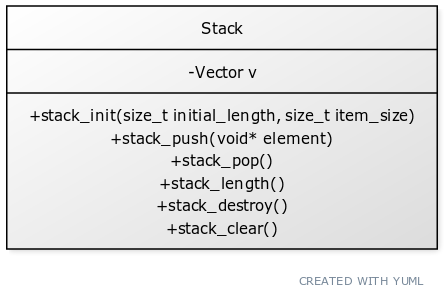 Stack
-Vector v
+stack_init(size_t initial_length, size_t item_size)
+stack_push(void* element)
+stack_pop()
+stack_length()
+stack_destroy()
+stack_clear()
CREATED WITH YUML